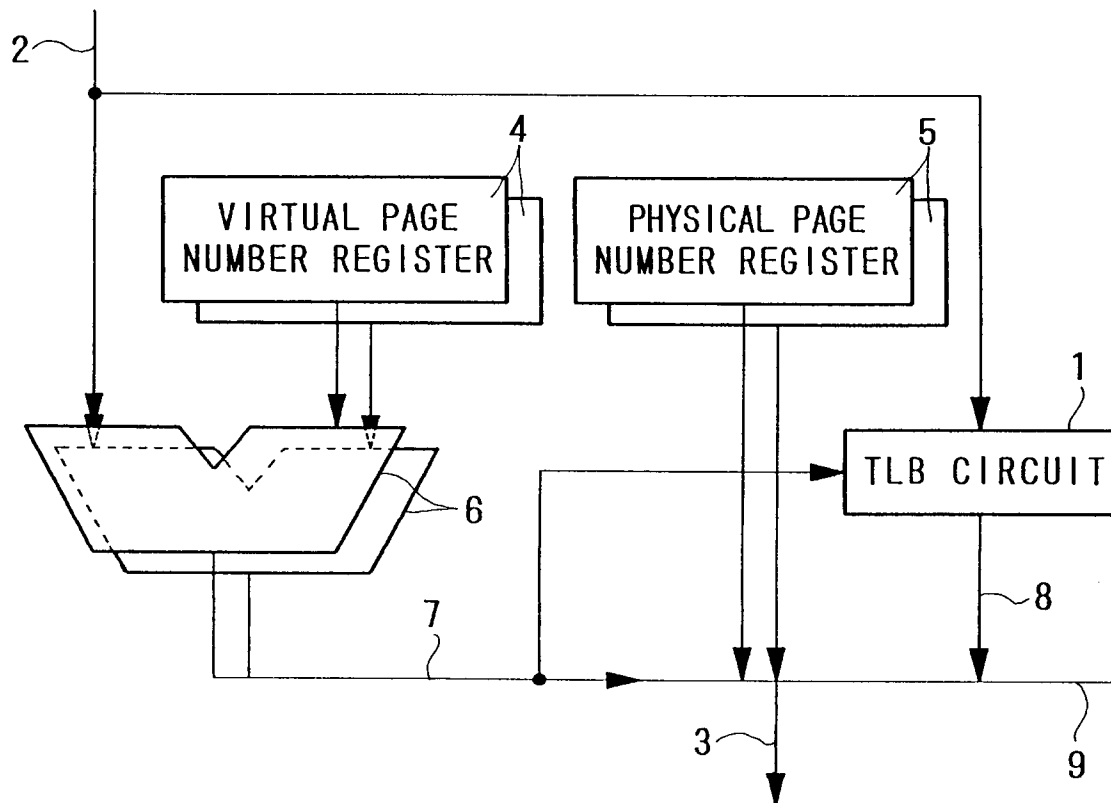 2
4
5
VIRTUAL PAGE
NUMBER REGISTER
PHYSICAL PAGE
NUMBER REGISTER
1
TLB CIRCUIT
6
7
8
3
9